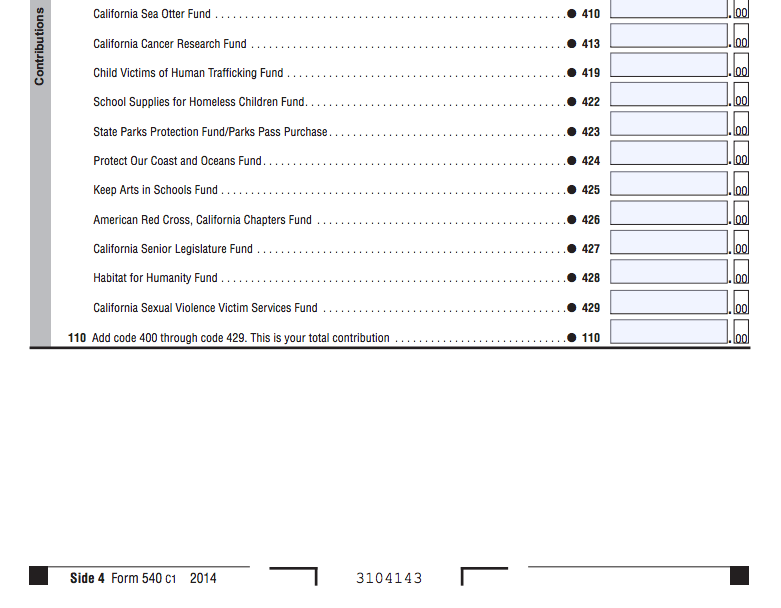 Contributions
California Sea Otter Fund . . . . . . . . . . . . . . . . . . . . . . . . . . . . . . . . . . . . . . . . . . . . . . . . . . . . . ● 410 .00
California Cancer Research Fund . . . . . . . . . . . . . . . . . . . . . . . . . . . . . . . . . . . . . . . . . . . . . . . . ● 413 .00
Child Victims of Human Trafficking Fund . . . . . . . . . . . . . . . . . . . . . . . . . . . . . . . . . . . . . . . . . . ● 419 .00
School Supplies for Homeless Children Fund. . . . . . . . . . . . . . . . . . . . . . . . . . . . . . . . . . . . . . . ● 422 .00
State Parks Protection Fund/Parks Pass Purchase. . . . . . . . . . . . . . . . . . . . . . . . . . . . . . . . . . . ● 423 .00
Protect Our Coast and Oceans Fund. . . . . . . . . . . . . . . . . . . . . . . . . . . . . . . . . . . . . . . . . . . . . . ● 424 .00
Keep Arts in Schools Fund . . . . . . . . . . . . . . . . . . . . . . . . . . . . . . . . . . . . . . . . . . . . . . . . . . . . ● 425 .00
American Red Cross, California Chapters Fund . . . . . . . . . . . . . . . . . . . . . . . . . . . . . . . . . . . . . ● 426 .00
California Senior Legislature Fund . . . . . . . . . . . . . . . . . . . . . . . . . . . . . . . . . . . . . . . . . . . . . . . ● 427 .00
Habitat for Humanity Fund . . . . . . . . . . . . . . . . . . . . . . . . . . . . . . . . . . . . . . . . . . . . . . . . . . . . ● 428 .00
California Sexual Violence Victim Services Fund . . . . . . . . . . . . . . . . . . . . . . . . . . . . . . . . . . . . ● 429 .00
110 Add code 400 through code 429. This is your total contribution . . . . . . . . . . . . . . . . . . . . . . . . . ● 110 .00
Side 4 Form 540 C1 2014 3104143